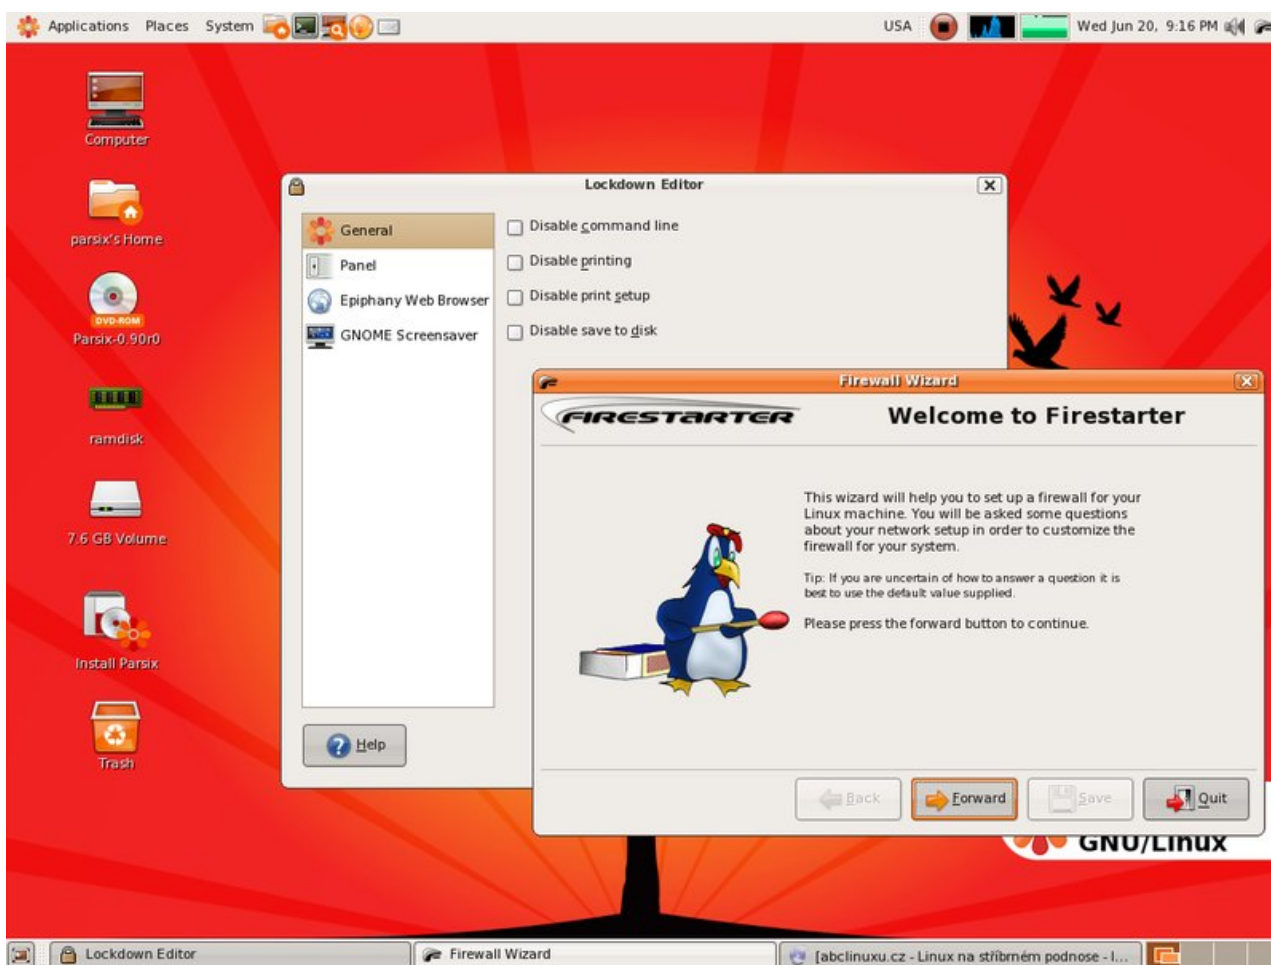 Applications Places System
USA
Wed Jun 20, 9:16 PM
Computer
parsix's Home
DVD-ROM
Parsix-0.90r0
ramdisk
7.6 GB Volume
Install Parsix
Trash
Lockdown Editor
General
Panel
Epiphany Web Browser
GNOME Screensaver
Disable command line
Disable printing
Disable print setup
Disable save to disk
Help
Firewall Wizard
FIRESTARTER
Welcome to Firestarter
This wizard will help you to set up a firewall for your
Linux machine. You will be asked some questions
about your network setup in order to customize the
firewall for your system.
Tip: If you are uncertain of how to answer a question it is
best to use the default value supplied.
Please press the forward button to continue.
Back
Forward
Save
Quit
GNU/Linux
Lockdown Editor
Firewall Wizard
[abclinuxu.cz - Linux na stříbrném podnose - l...